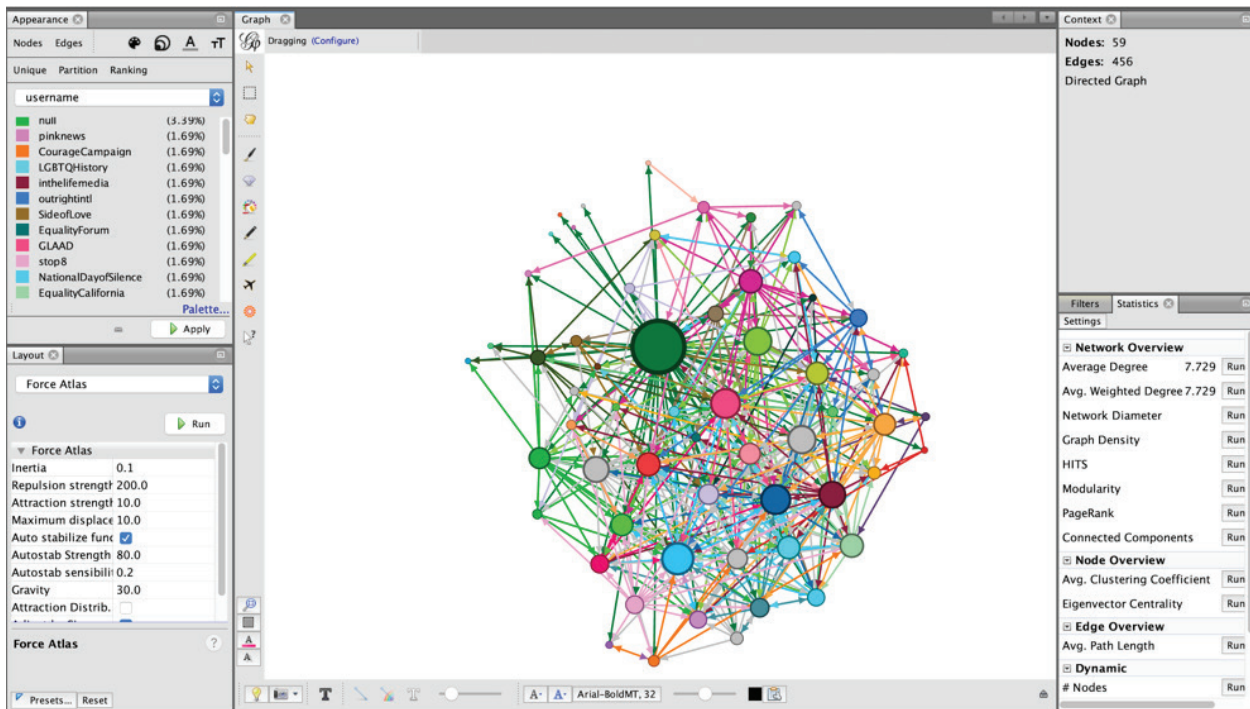 Appearance
Nodes Edges
Unique Partition Ranking
username
null (3.39%)
pinknews (1.69%)
CourageCampaign (1.69%)
LGBTQHistory (1.69%)
inthelifemedia (1.69%)
outrightintl (1.69%)
SideofLove (1.69%)
EqualityForum (1.69%)
GLAAD (1.69%)
stop8 (1.69%)
NationalDayofSilence (1.69%)
EqualityCalifornia (1.69%)
Palette...
Apply
Layout
Force Atlas
Run
Force Atlas
Inertia 0.1
Repulsion strength 200.0
Attraction strength 10.0
Maximum displace 10.0
Auto stabilize func
Autostab Strength 80.0
Autostab sensibilit 0.2
Gravity 30.0
Attraction Distrib.
Force Atlas
?
Presets... Reset
Graph
Dragging (Configure)
T T A- A- Arial-BoldMT, 32
Context
Nodes: 59
Edges: 456
Directed Graph
Filters Statistics
Settings
Network Overview
Average Degree 7.729 Run
Avg. Weighted Degree 7.729 Run
Network Diameter Run
Graph Density Run
HITS Run
Modularity Run
PageRank Run
Connected Components Run
Node Overview
Avg. Clustering Coefficient Run
Eigenvector Centrality Run
Edge Overview
Avg. Path Length Run
Dynamic
# Nodes Run